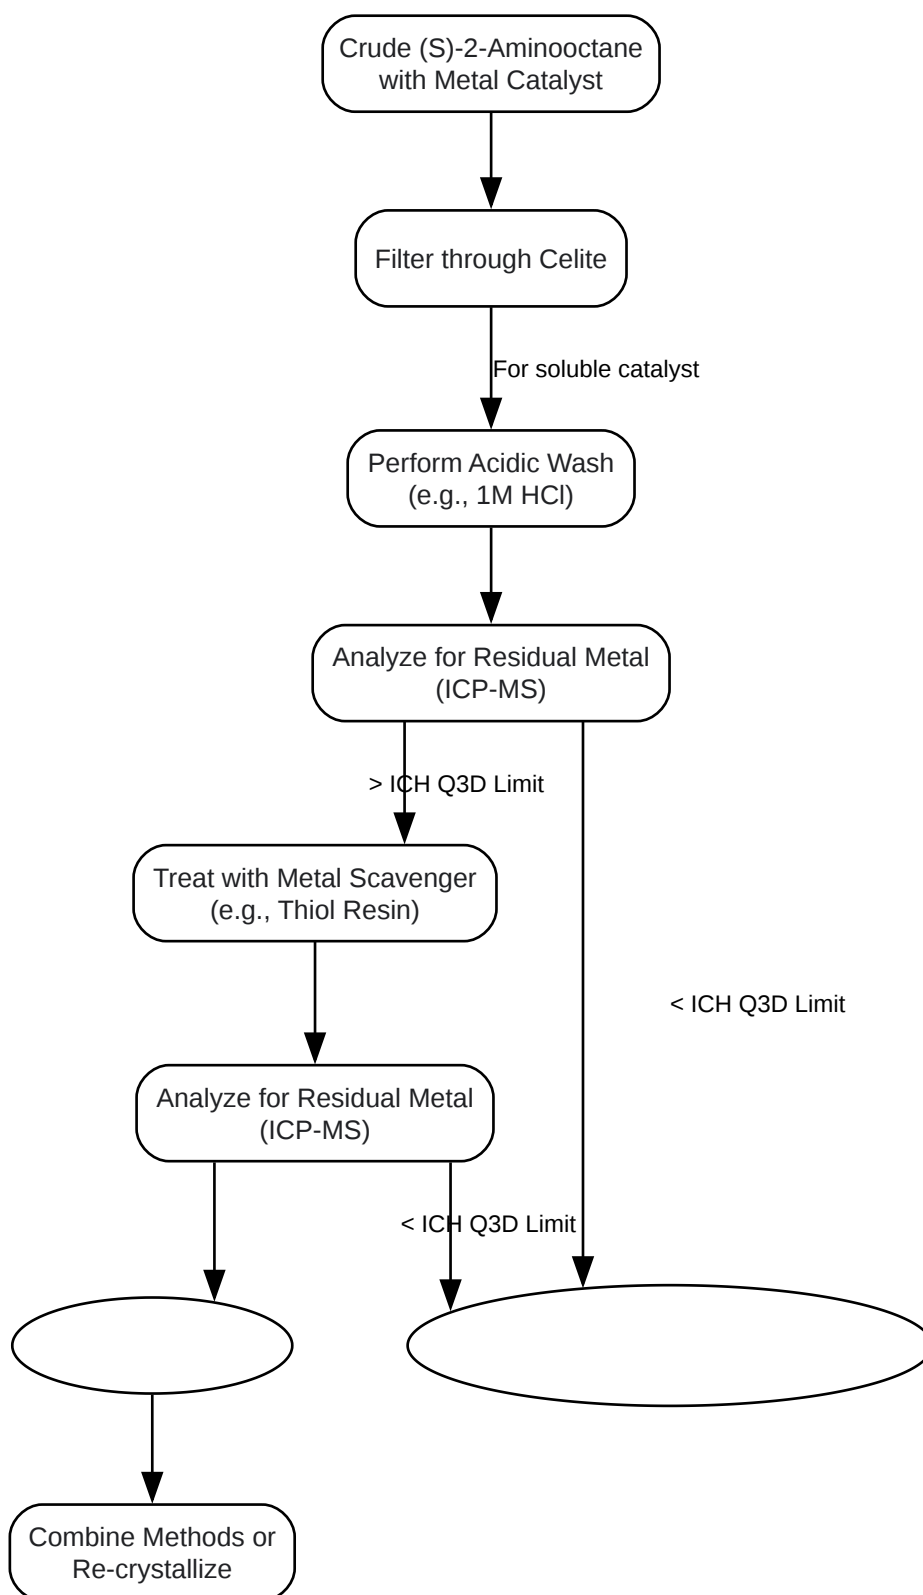 Crude (S)-2-Aminooctane
with Metal Catalyst
Filter through Celite
For soluble catalyst
Perform Acidic Wash
(e.g., 1M HCl)
Analyze for Residual Metal
(ICP-MS)
> ICH Q3D Limit
Treat with Metal Scavenger
(e.g., Thiol Resin)
< ICH Q3D Limit
Analyze for Residual Metal
(ICP-MS)
< ICH Q3D Limit
Combine Methods or
Re-crystallize